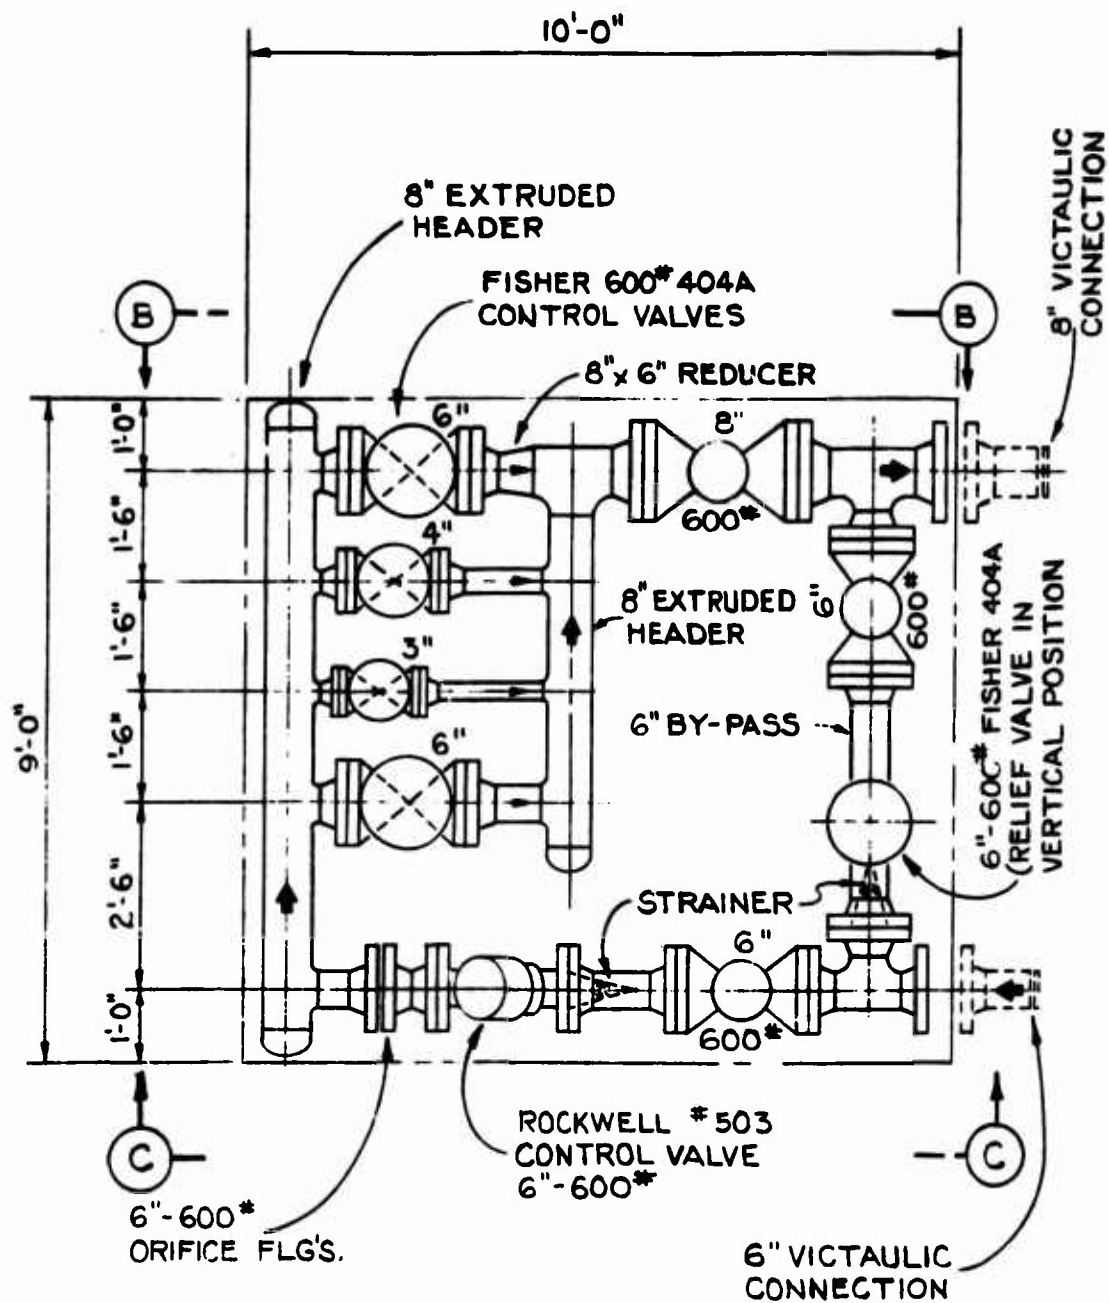 10'-0"
8" EXTRUDED
HEADER
FISHER 600# 404A
CONTROL VALVES
8" VICTAULIC
CONNECTION
B
B
8"x 6" REDUCER
6"
8"
600#
1'-0"
1'-6"
4"
8" EXTRUDED
HEADER
6"
600#
1'-6"
3"
6" BY-PASS
6"-60C# FISHER 404A
(RELIEF VALVE IN
VERTICAL POSITION
9'-0"
1'-6"
6"
2'-6"
STRAINER
6"
600#
1'-0"
C
C
ROCKWELL #503
CONTROL VALVE
6"-600#
6"-600#
ORIFICE FLG'S.
6" VICTAULIC
CONNECTION